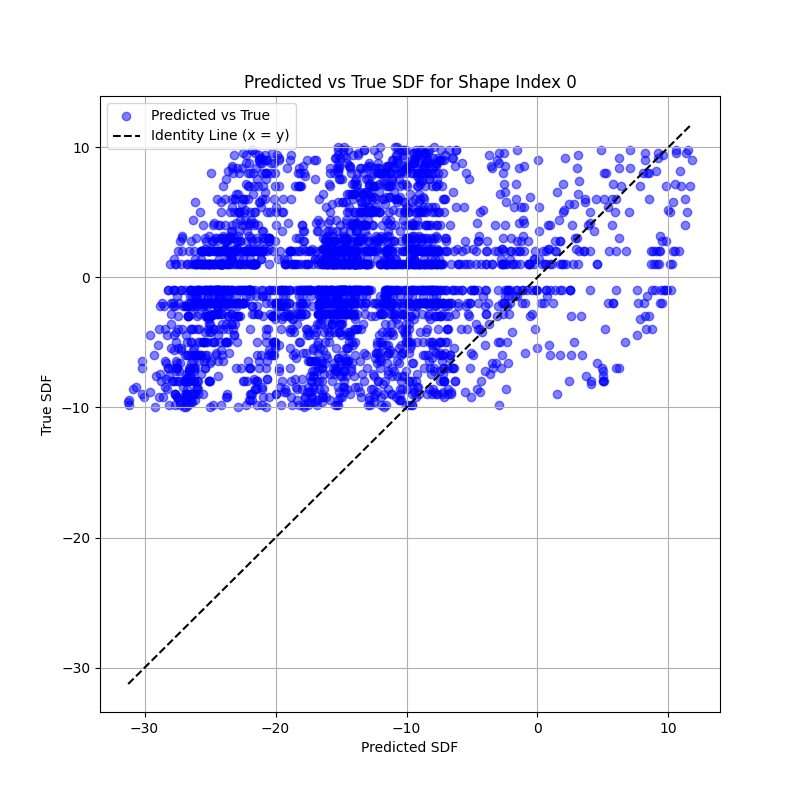 Predicted vs True SDF for Shape Index 0
Predicted vs True
Identity Line (x = y)
10
0
−10
−20
−30
True SDF
−30 −20 −10 0 10
Predicted SDF